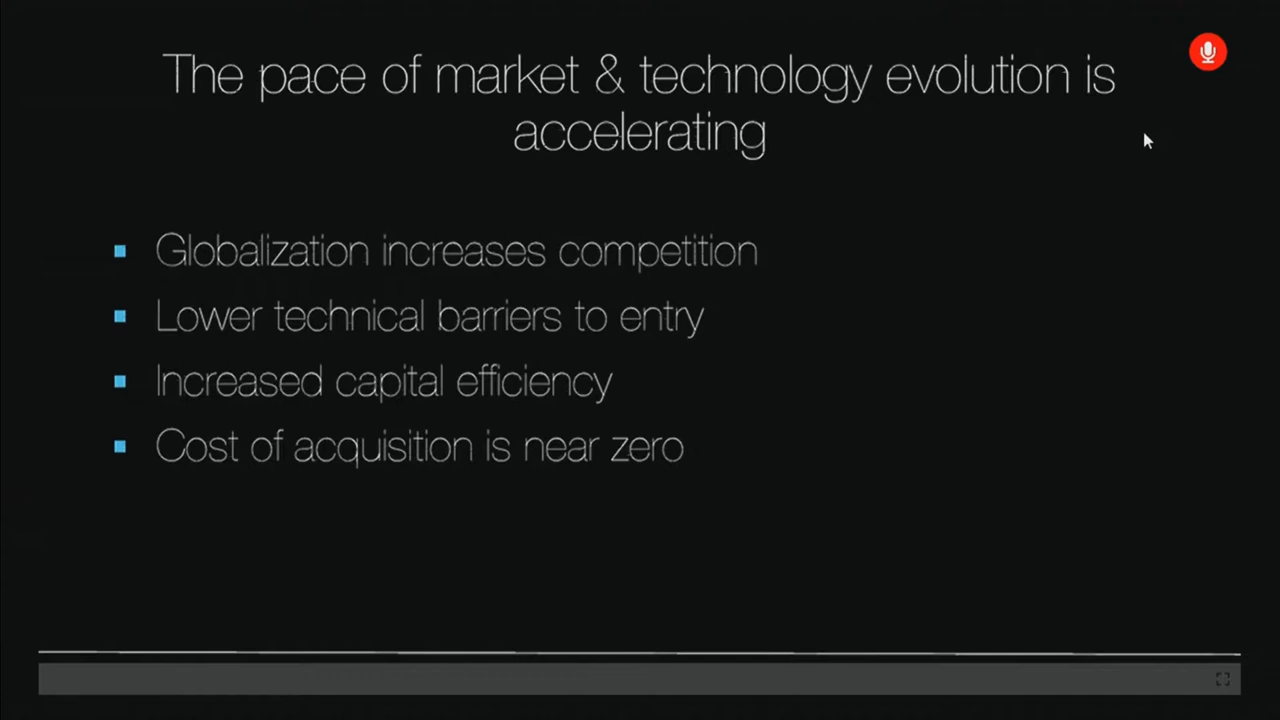 The pace of market & technology evolution is
accelerating
Globalization increases competition
Lower technical barriers to entry
Increased capital efficiency
Cost of acquisition is near zero